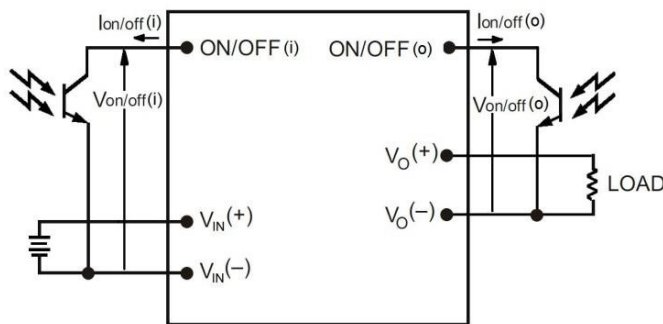 Ion/off(i)
Ion/off(o)
ON/OFF(i)
ON/OFF(o)
Von/off(i)
Von/off(o)
VO(+)
LOAD
VIN(+)
VO(–)
VIN(–)